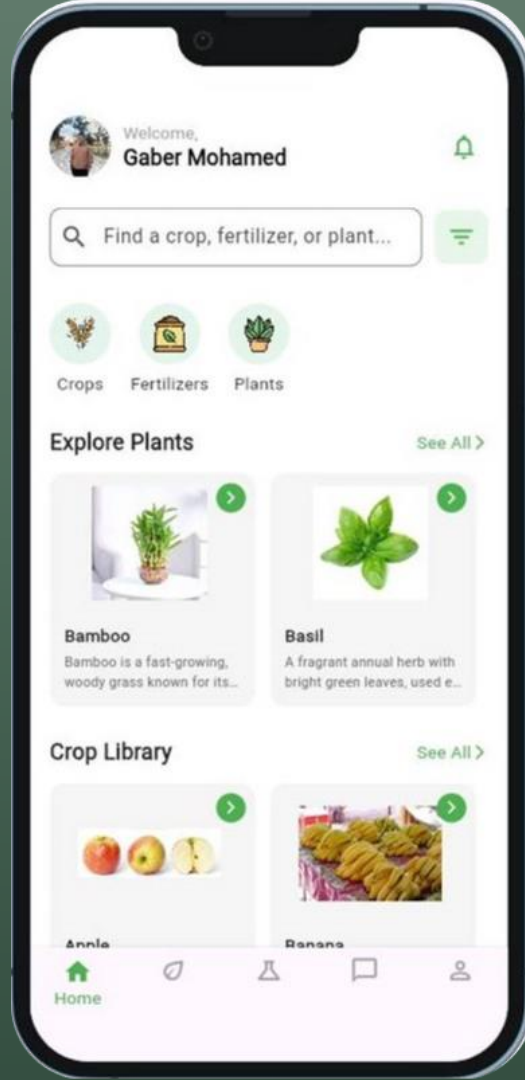 Welcome,
Gaber Mohamed
Find a crop, fertilizer, or plant...
Crops Fertilizers Plants
Explore Plants See All
Bamboo
Bamboo is a fast-growing,
woody grass known for its...
Basil
A fragrant annual herb with
bright green leaves, used e...
Crop Library See All
Apple Banana
Home